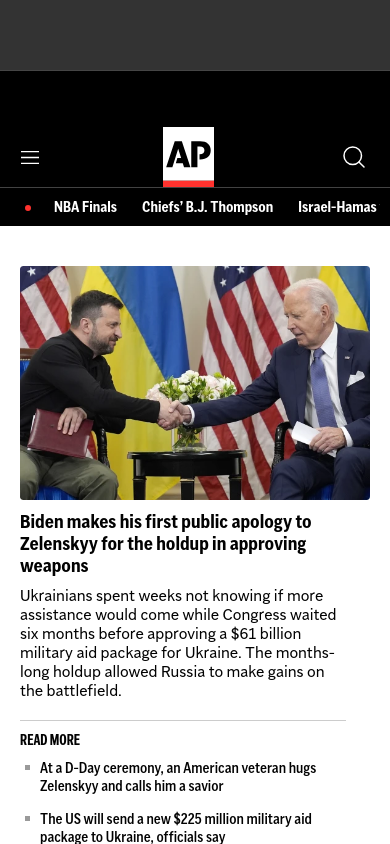 AP
NBA Finals Chiefs’ B.J. Thompson Israel-Hamas
Biden makes his first public apology to
Zelenskyy for the holdup in approving
weapons
Ukrainians spent weeks not knowing if more
assistance would come while Congress waited
six months before approving a $61 billion
military aid package for Ukraine. The months-
long holdup allowed Russia to make gains on
the battlefield.
READ MORE
At a D-Day ceremony, an American veteran hugs
Zelenskyy and calls him a savior
The US will send a new $225 million military aid
package to Ukraine, officials say